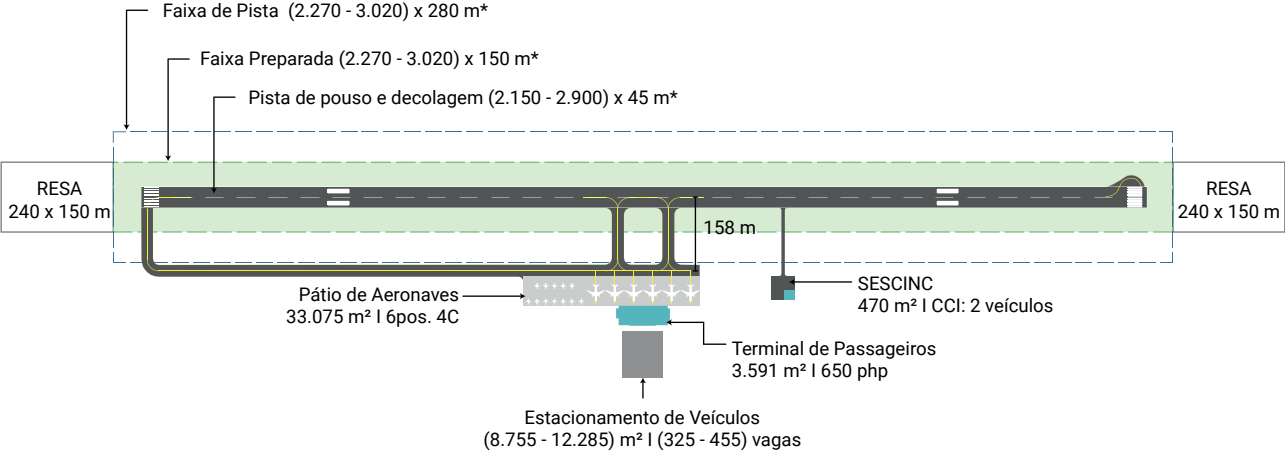 Faixa de Pista (2.270 - 3.020) x 280 m*
Faixa Preparada (2.270 - 3.020) x 150 m*
Pista de pouso e decolagem (2.150 - 2.900) x 45 m*
RESA
240 x 150 m
RESA
240 x 150 m
158 m
Pátio de Aeronaves
33.075 m² I 6pos. 4C
SESCINC
470 m² I CCI: 2 veículos
Terminal de Passageiros
3.591 m² I 650 php
Estacionamento de Veículos
(8.755 - 12.285) m² I (325 - 455) vagas